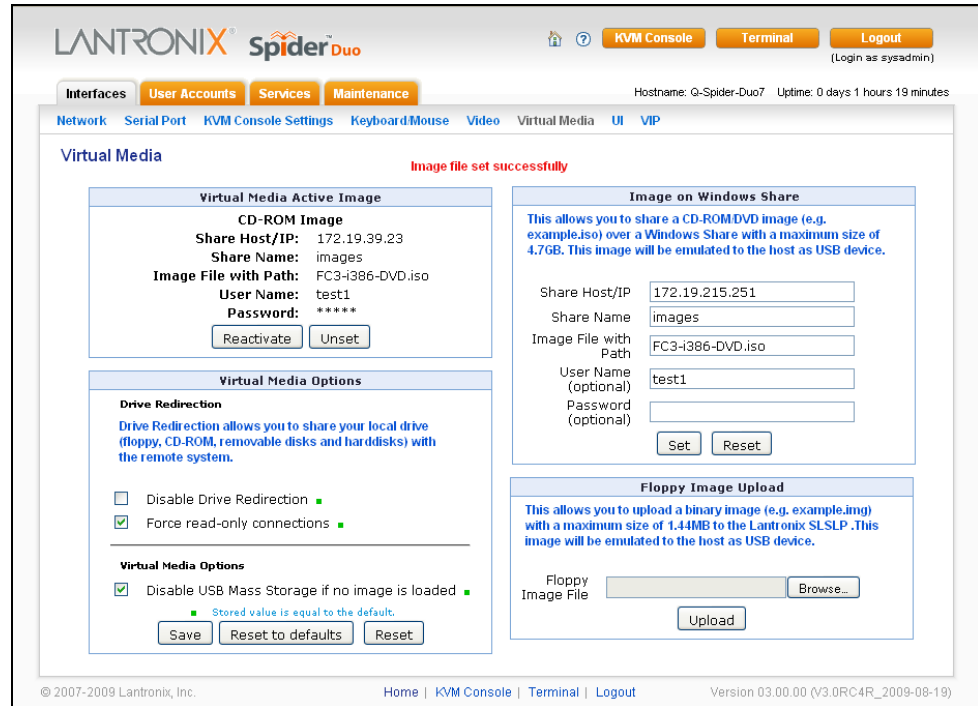 LANTRONIX® Spider™ Duo
KVM Console Terminal Logout
(Login as sysadmin)
Interfaces User Accounts Services Maintenance
Hostname: Q-Spider-Duo7 Uptime: 0 days 1 hours 19 minutes
Network Serial Port KVM Console Settings Keyboard/Mouse Video Virtual Media UI VIP
Virtual Media
Image file set successfully
Virtual Media Active Image
CD-ROM Image
Share Host/IP: 172.19.39.23
Share Name: images
Image File with Path: FC3-i386-DVD.iso
User Name: test1
Password: *****
Reactivate Unset
Virtual Media Options
Drive Redirection
Drive Redirection allows you to share your local drive
(floppy, CD-ROM, removable disks and harddisks) with
the remote system.
Disable Drive Redirection
Force read-only connections
Virtual Media Options
Disable USB Mass Storage if no image is loaded
Stored value is equal to the default.
Save Reset to defaults Reset
Image on Windows Share
This allows you to share a CD-ROM/DVD image (e.g.
example.iso) over a Windows Share with a maximum size of
4.7GB. This image will be emulated to the host as USB device.
Share Host/IP 172.19.215.251
Share Name images
Image File with
Path FC3-i386-DVD.iso
User Name
(optional) test1
Password
(optional)
Set Reset
Floppy Image Upload
This allows you to upload a binary image (e.g. example.img)
with a maximum size of 1.44MB to the Lantronix SLSLP .This
image will be emulated to the host as USB device.
Floppy
Image File Browse...
Upload
© 2007-2009 Lantronix, Inc.
Home | KVM Console | Terminal | Logout
Version 03.00.00 (V3.0RC4R_2009-08-19)